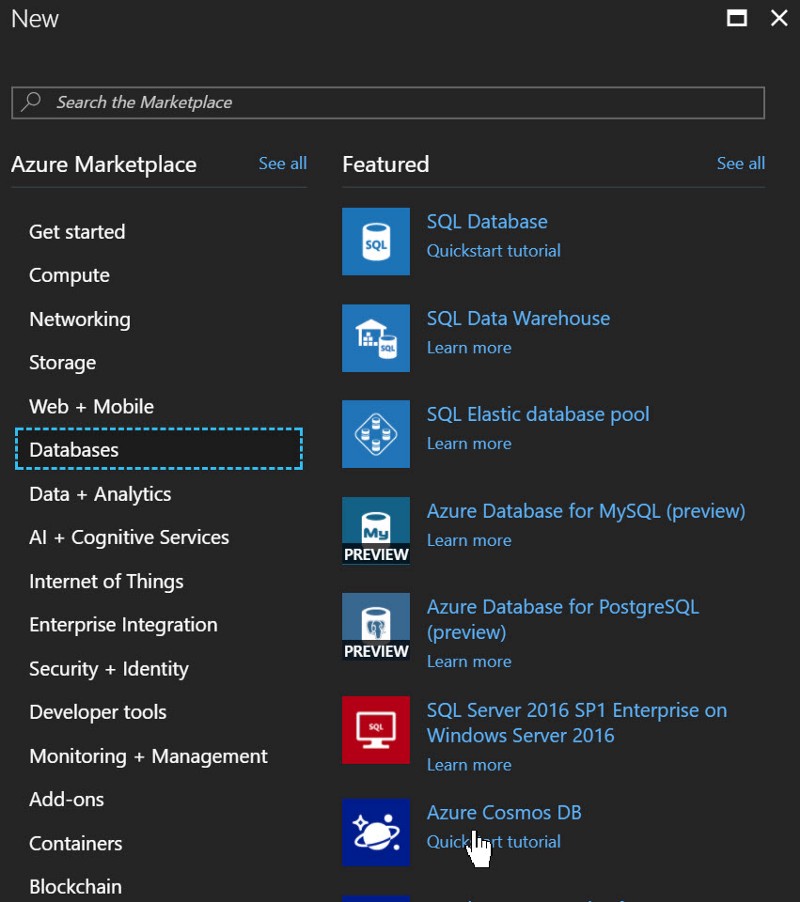 New
Search the Marketplace
Azure Marketplace
See all
Get started
Compute
Networking
Storage
Web + Mobile
Databases
Data + Analytics
AI + Cognitive Services
Internet of Things
Enterprise Integration
Security + Identity
Developer tools
Monitoring + Management
Add-ons
Containers
Blockchain
Featured
See all
SQL
SQL Database
Quickstart tutorial
SQL
SQL Data Warehouse
Learn more
SQL Elastic database pool
Learn more
My
PREVIEW
Azure Database for MySQL (preview)
Learn more
PREVIEW
Azure Database for PostgreSQL
(preview)
Learn more
SQL
SQL Server 2016 SP1 Enterprise on
Windows Server 2016
Learn more
Azure Cosmos DB
Quickstart tutorial